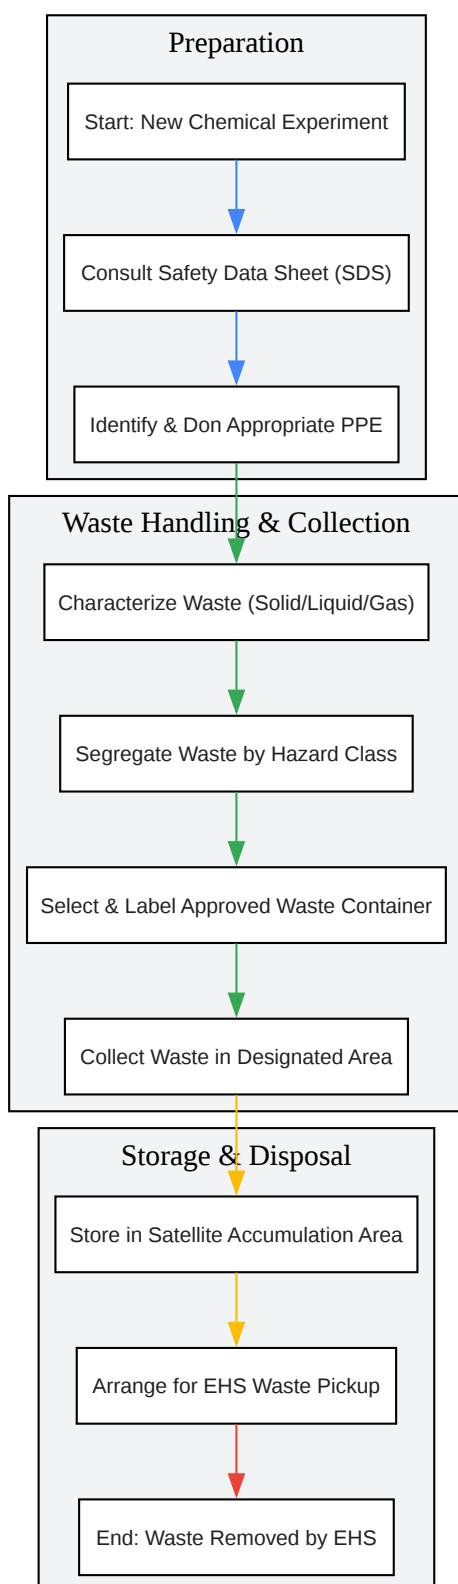 Preparation
Start: New Chemical Experiment
Consult Safety Data Sheet (SDS)
Identify & Don Appropriate PPE
Waste Handling & Collection
Characterize Waste (Solid/Liquid/Gas)
Segregate Waste by Hazard Class
Select & Label Approved Waste Container
Collect Waste in Designated Area
Storage & Disposal
Store in Satellite Accumulation Area
Arrange for EHS Waste Pickup
End: Waste Removed by EHS